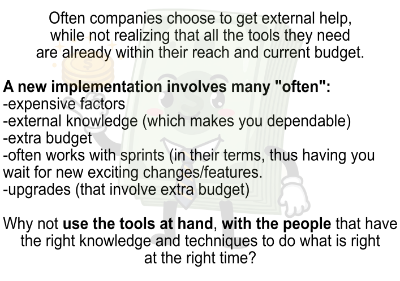 Often companies choose to get external help,
while not realizing that all the tools they need
are already within their reach and current budget.
A new implementation involves many "often":
-expensive factors
-external knowledge (which makes you dependable)
-extra budget
-often works with sprints (in their terms, thus having you
wait for new exciting changes/features.
-upgrades (that involve extra budget)
Why not use the tools at hand, with the people that have
the right knowledge and techniques to do what is right
at the right time?